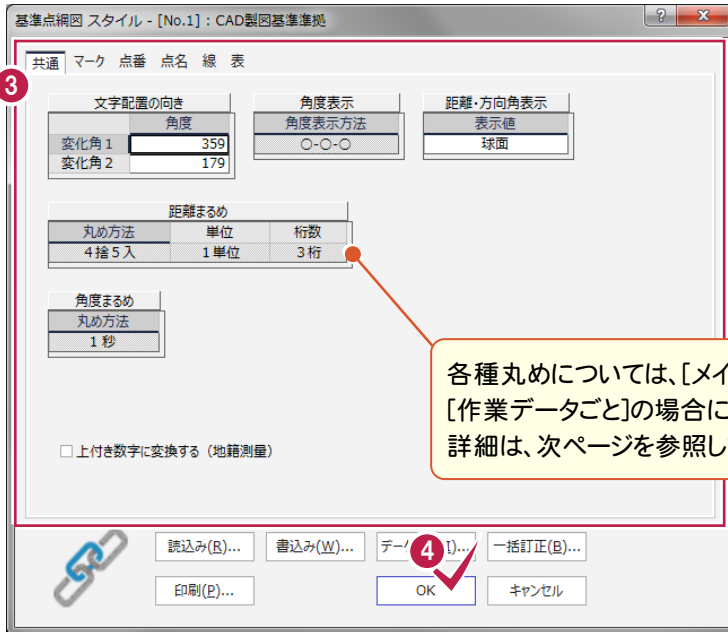 基準点網図 スタイル - [No.1] : CAD製図基準準拠
共通 マーク 点番 点名 線 表
3
文字配置の向き
角度
変化角1 359
変化角2 179
角度表示
角度表示方法
○-○-○
距離・方向角表示
表示値
球面
距離まるめ
丸め方法 単位 桁数
4捨5入 1単位 3桁
角度まるめ
丸め方法
1秒
各種丸めについては、[メイ
[作業データごと]の場合に
詳細は、次ページを参照し
上付き数字に変換する(地籍測量)
読込み(R)... 書込み(W)... 一括訂正(B)...
4
印刷(P)... OK キャンセル